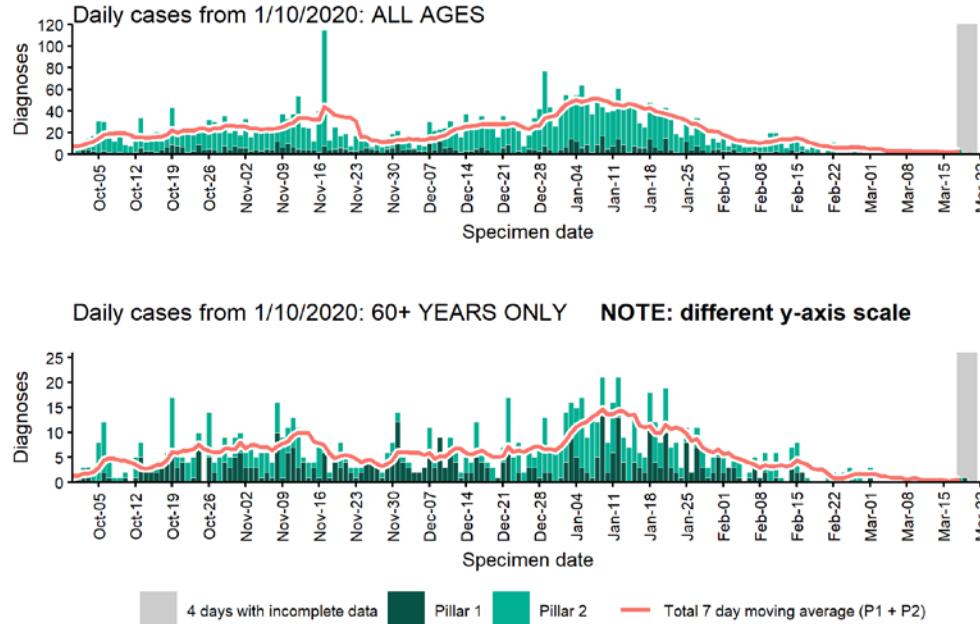 Daily cases from 1/10/2020: ALL AGES
120
100
80
60
40
20
0
Diagnoses
Oct-05
Oct-12
Oct-19
Oct-26
Nov-02
Nov-09
Nov-16
Nov-23
Nov-30
Dec-07
Dec-14
Dec-21
Dec-28
Jan-04
Jan-11
Jan-18
Jan-25
Feb-01
Feb-08
Feb-15
Feb-22
Mar-01
Mar-08
Mar-15
Specimen date
Daily cases from 1/10/2020: 60+ YEARS ONLY NOTE: different y-axis scale
25
20
15
10
5
0
Diagnoses
Oct-05
Oct-12
Oct-19
Oct-26
Nov-02
Nov-09
Nov-16
Nov-23
Nov-30
Dec-07
Dec-14
Dec-21
Dec-28
Jan-04
Jan-11
Jan-18
Jan-25
Feb-01
Feb-08
Feb-15
Feb-22
Mar-01
Mar-08
Mar-15
Specimen date
4 days with incomplete data Pillar 1 Pillar 2 Total 7 day moving average (P1 + P2)